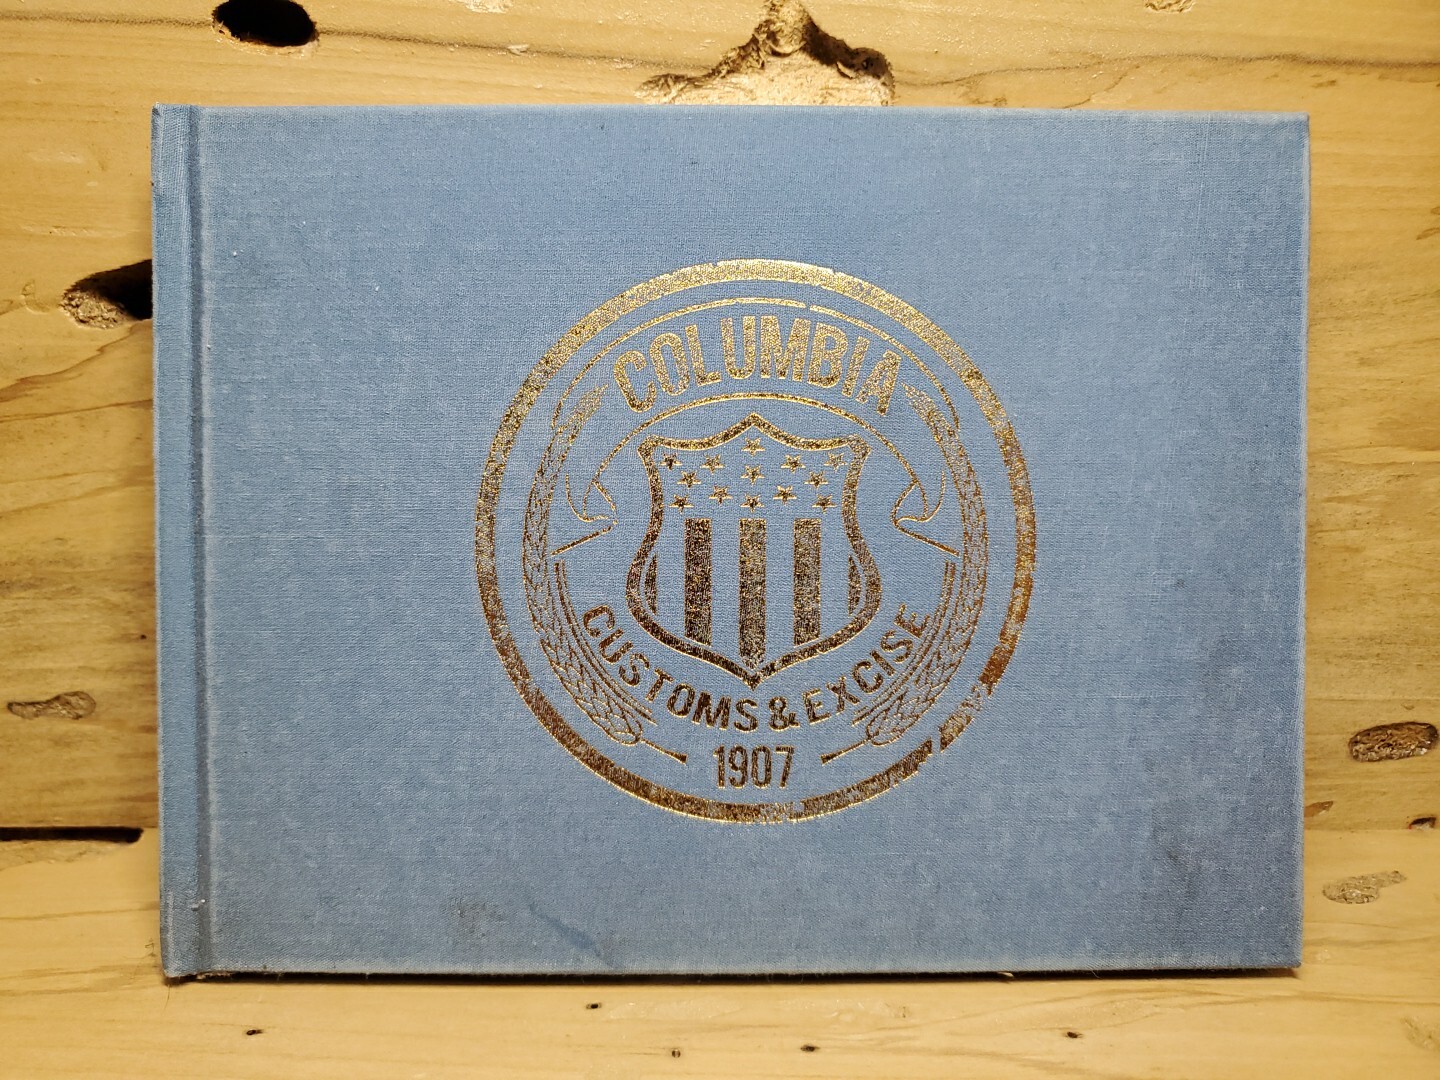 COLUMBIA
CUSTOMS & EXCISE
1907